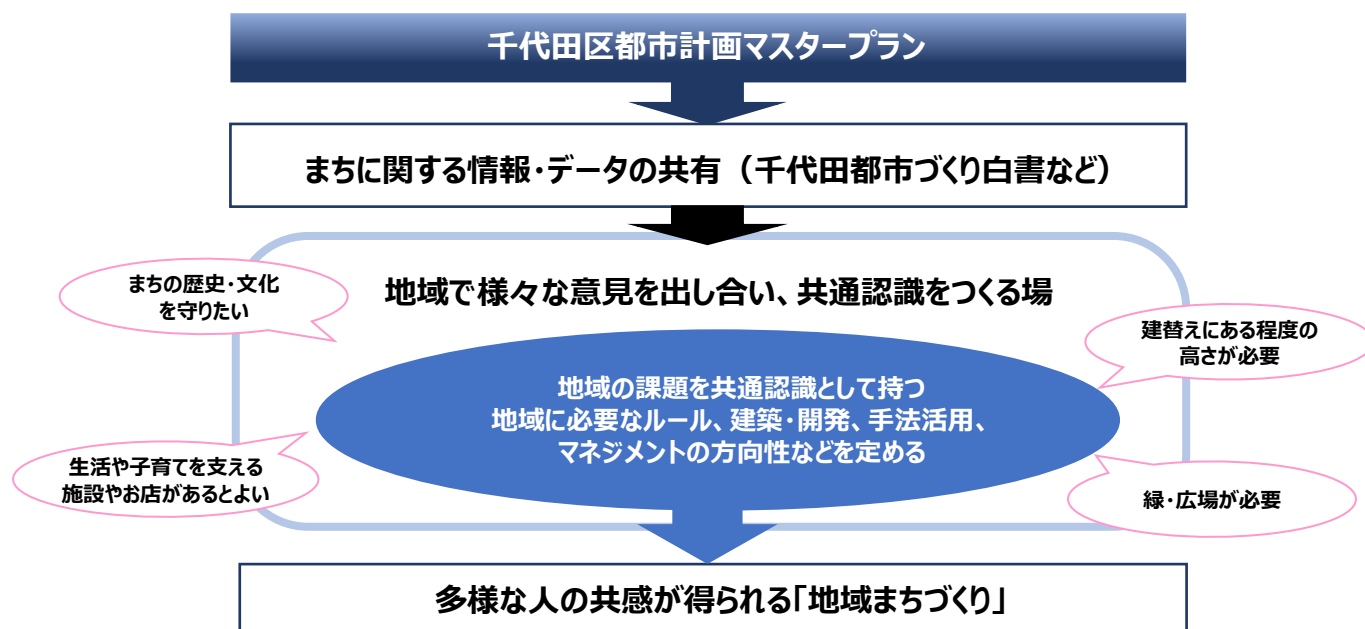 千代田区都市計画マスタープラン
まちに関する情報・データの共有（千代田都市づくり白書など）
地域で様々な意見を出し合い、共通認識をつくる場
まちの歴史・文化
を守りたい
建替えにある程度の
高さが必要
地域の課題を共通認識として持つ
地域に必要なルール、建築・開発、手法活用、
マネジメントの方向性などを定める
生活や子育てを支える
施設やお店があるとよい
緑・広場が必要
多様な人の共感が得られる「地域まちづくり」